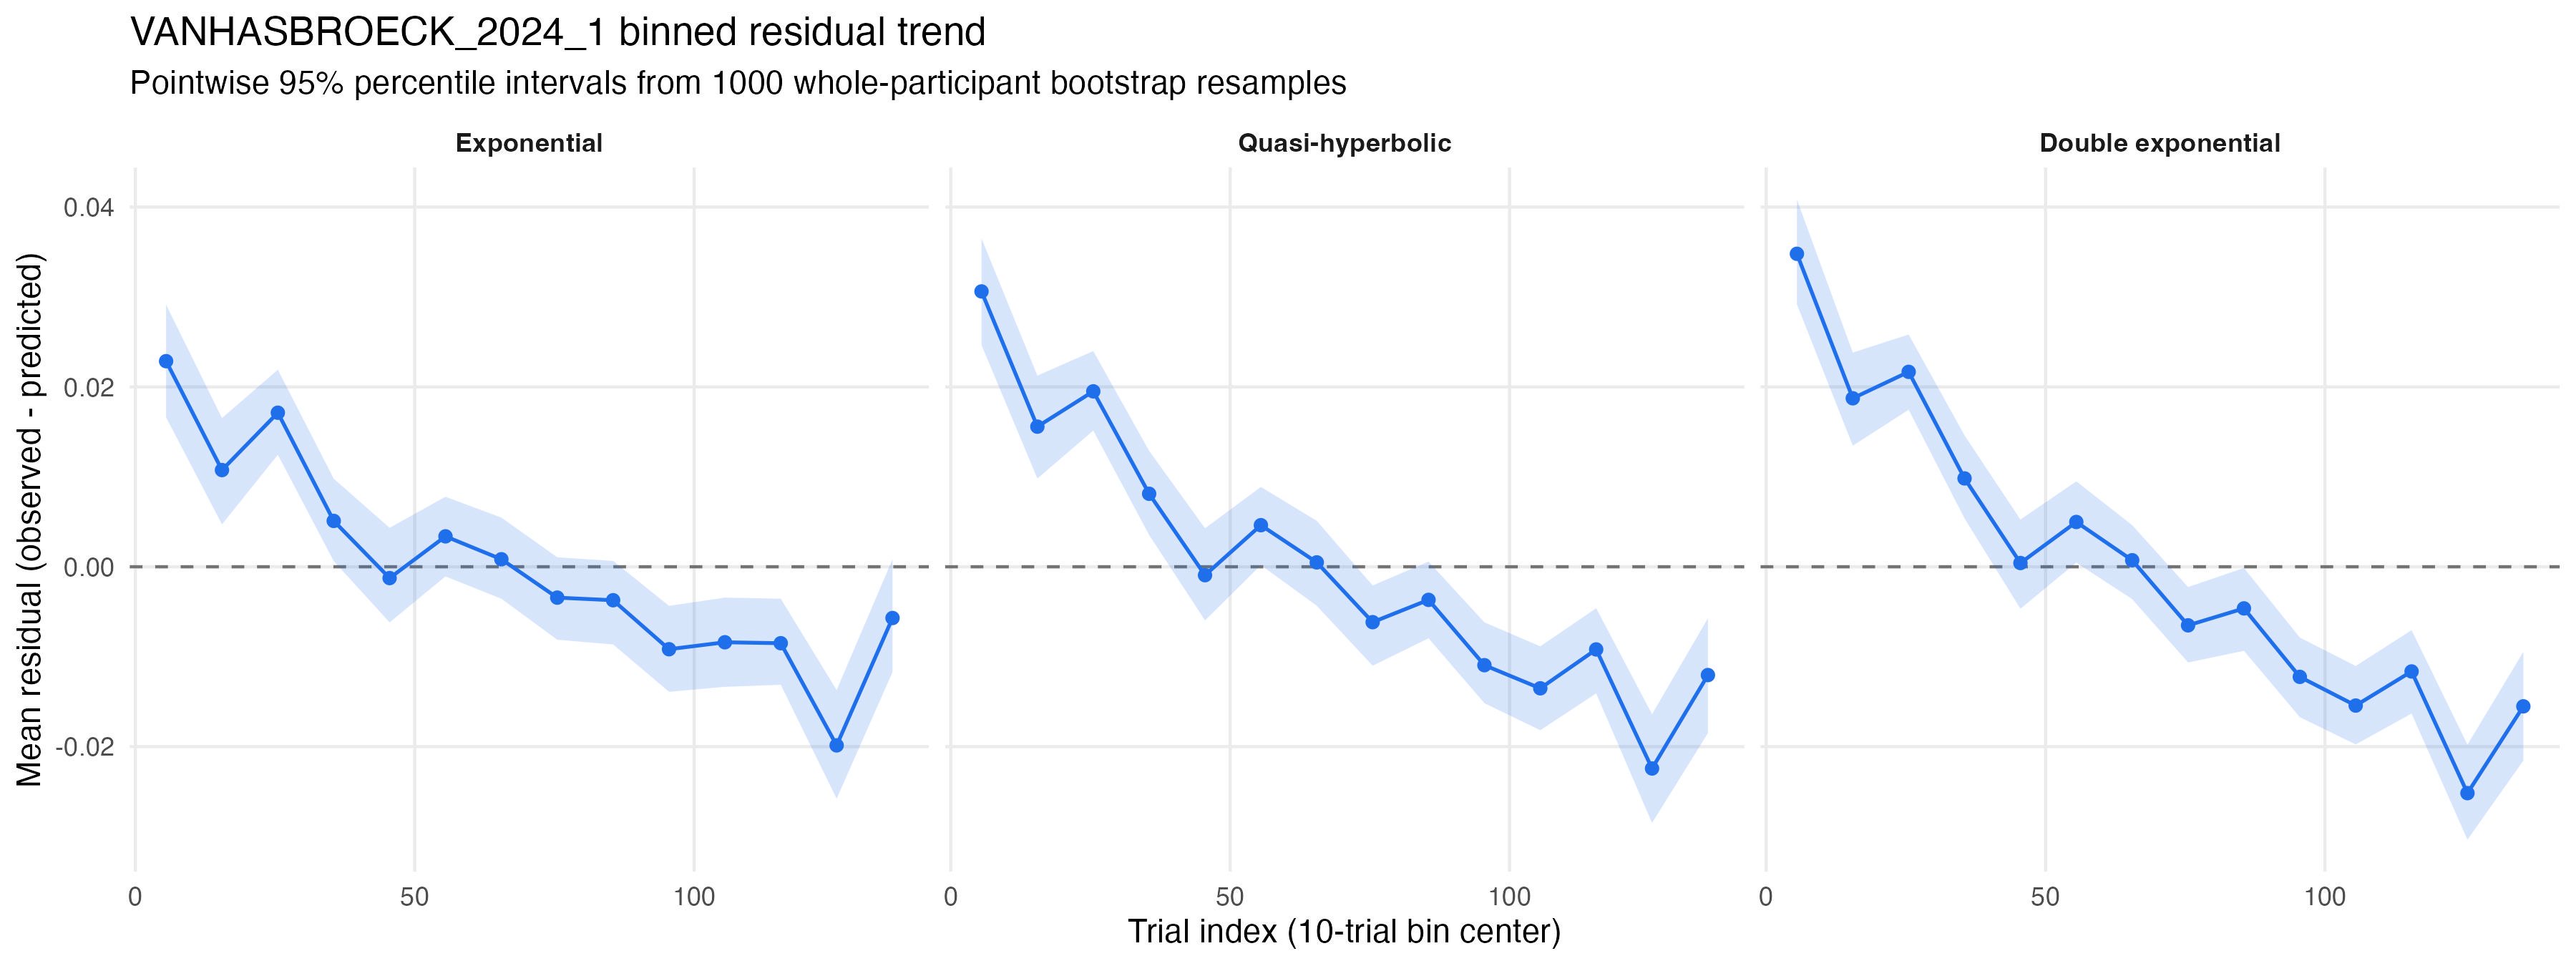 VANHASBROECK_2024_1 binned residual trend
Pointwise 95% percentile intervals from 1000 whole-participant bootstrap resamples
Exponential
Quasi-hyperbolic
Double exponential
Mean residual (observed - predicted)
0.04
0.02
0.00
-0.02
0 50 100
0 50 100
0 50 100
Trial index (10-trial bin center)